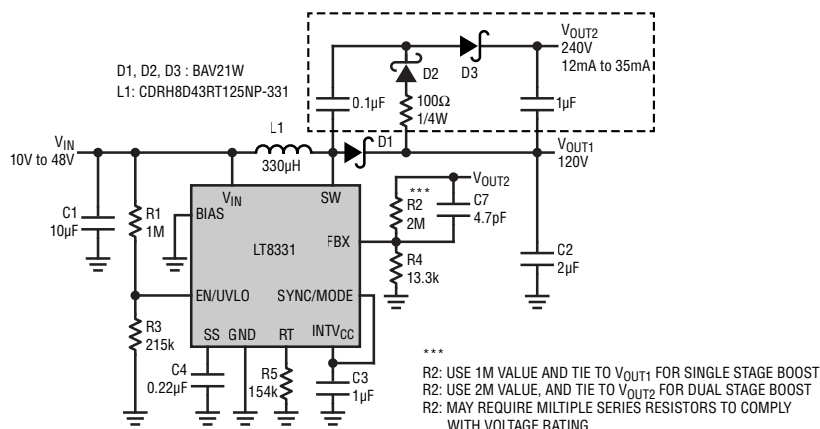 D1, D2, D3 : BAV21W
L1: CDRH8D43RT125NP-331
VOUT2
240V
12mA to 35mA
D2
D3
0.1µF
100Ω
1/4W
1µF
L1
330µH
D1
VIN
10V to 48V
VOUT1
120V
VIN
SW
BIAS
LT8331
FBX
EN/UVLO
SYNC/MODE
SS
GND
RT
INTVCC
C1
10µF
R1
1M
R3
215k
C4
0.22µF
R5
154k
C3
1µF
***
R2
2M
VOUT2
C7
4.7pF
R4
13.3k
C2
2µF
***
R2: USE 1M VALUE AND TIE TO VOUT1 FOR SINGLE STAGE BOOST
R2: USE 2M VALUE, AND TIE TO VOUT2 FOR DUAL STAGE BOOST
R2: MAY REQUIRE MILTIPLE SERIES RESISTORS TO COMPLY
WITH VOLTAGE RATING